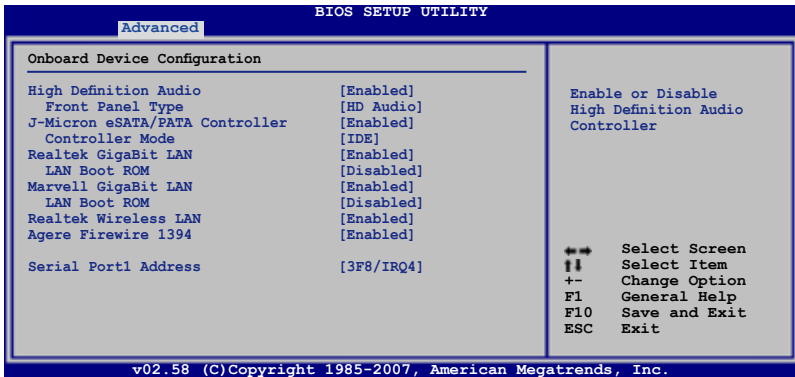 BIOS SETUP UTILITY
Advanced
Onboard Device Configuration
High Definition Audio [Enabled]
Front Panel Type [HD Audio]
J-Micron eSATA/PATA Controller [Enabled]
Controller Mode [IDE]
Realtek GigaBit LAN [Enabled]
LAN Boot ROM [Disabled]
Marvell GigaBit LAN [Enabled]
LAN Boot ROM [Disabled]
Realtek Wireless LAN [Enabled]
Agere Firewire 1394 [Enabled]
Serial Port1 Address [3F8/IRQ4]
Enable or Disable
High Definition Audio
Controller
←→ Select Screen
↑↓ Select Item
+- Change Option
F1 General Help
F10 Save and Exit
ESC Exit
v02.58 (C)Copyright 1985-2007, American Megatrends, Inc.